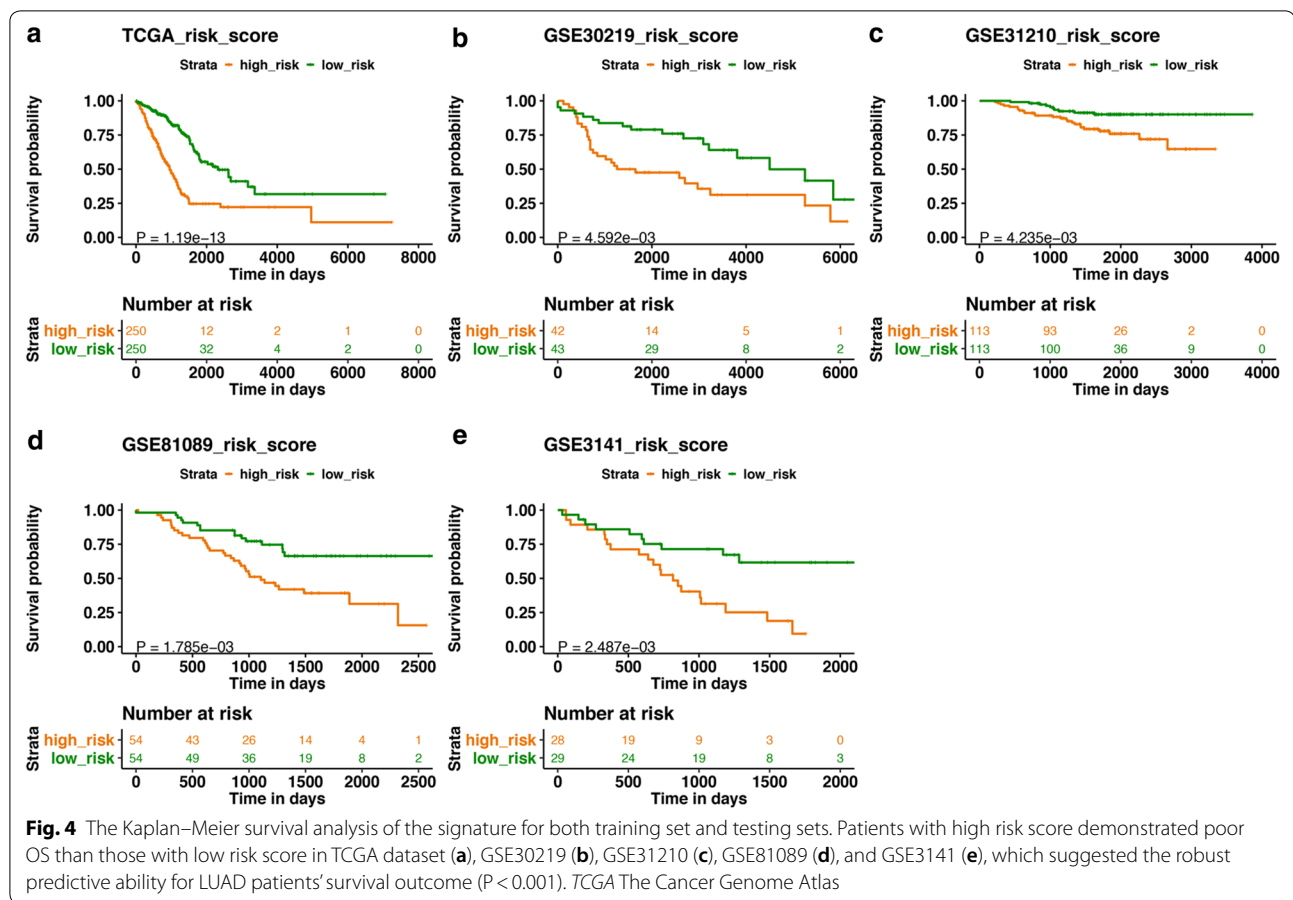 a
TCGA_risk_score
Strata high_risk low_risk
Survival probability
1.00
0.75
0.50
0.25
0.00
P = 1.19e−13
0 2000 4000 6000 8000
Time in days
Number at risk
Strata
high_risk 250 12 2 1 0
low_risk 250 32 4 2 0
0 2000 4000 6000 8000
Time in days
b
GSE30219_risk_score
Strata high_risk low_risk
Survival probability
1.00
0.75
0.50
0.25
0.00
P = 4.592e−03
0 2000 4000 6000
Time in days
Number at risk
Strata
high_risk 42 14 5 1
low_risk 43 29 8 2
0 2000 4000 6000
Time in days
c
GSE31210_risk_score
Strata high_risk low_risk
Survival probability
1.00
0.75
0.50
0.25
0.00
P = 4.235e−03
0 1000 2000 3000 4000
Time in days
Number at risk
Strata
high_risk 113 93 26 2 0
low_risk 113 100 36 9 0
0 1000 2000 3000 4000
Time in days
d
GSE81089_risk_score
Strata high_risk low_risk
Survival probability
1.00
0.75
0.50
0.25
0.00
P = 1.785e−03
0 500 1000 1500 2000 2500
Time in days
Number at risk
Strata
high_risk 54 43 26 14 4 1
low_risk 54 49 36 19 8 2
0 500 1000 1500 2000 2500
Time in days
e
GSE3141_risk_score
Strata high_risk low_risk
Survival probability
1.00
0.75
0.50
0.25
0.00
P = 2.487e−03
0 500 1000 1500 2000
Time in days
Number at risk
Strata
high_risk 28 19 9 3 0
low_risk 29 24 19 8 3
0 500 1000 1500 2000
Time in days
Fig. 4 The Kaplan–Meier survival analysis of the signature for both training set and testing sets. Patients with high risk score demonstrated poor
OS than those with low risk score in TCGA dataset (a), GSE30219 (b), GSE31210 (c), GSE81089 (d), and GSE3141 (e), which suggested the robust
predictive ability for LUAD patients' survival outcome (P < 0.001). TCGA The Cancer Genome Atlas